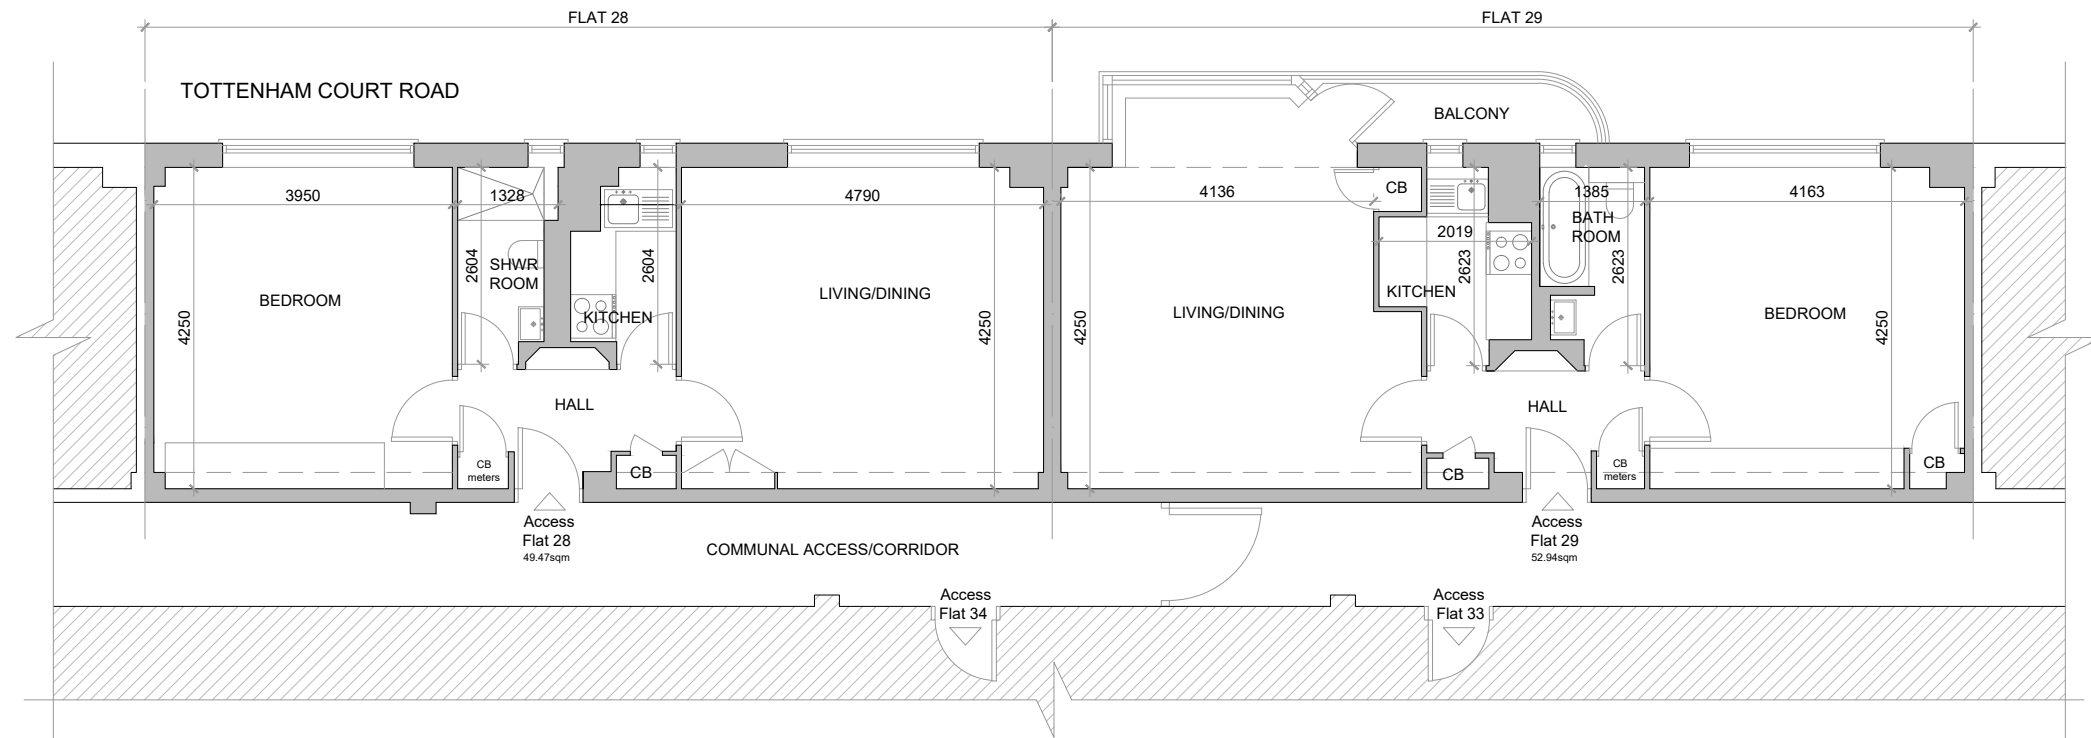 FLAT 28
FLAT 29
TOTTENHAM COURT ROAD
BALCONY
3950
1328
4790
4136
CB
1385
4163
BATH
ROOM
2019
2604
SHWR
ROOM
2604
2623
2623
BEDROOM
LIVING/DINING
KITCHEN
KITCHEN
LIVING/DINING
BEDROOM
4250
4250
4250
4250
HALL
HALL
CB
meters
CB
CB
CB
meters
CB
Access
Flat 28
49.47sqm
COMMUNAL ACCESS/CORRIDOR
Access
Flat 29
52.94sqm
Access
Flat 34
Access
Flat 33